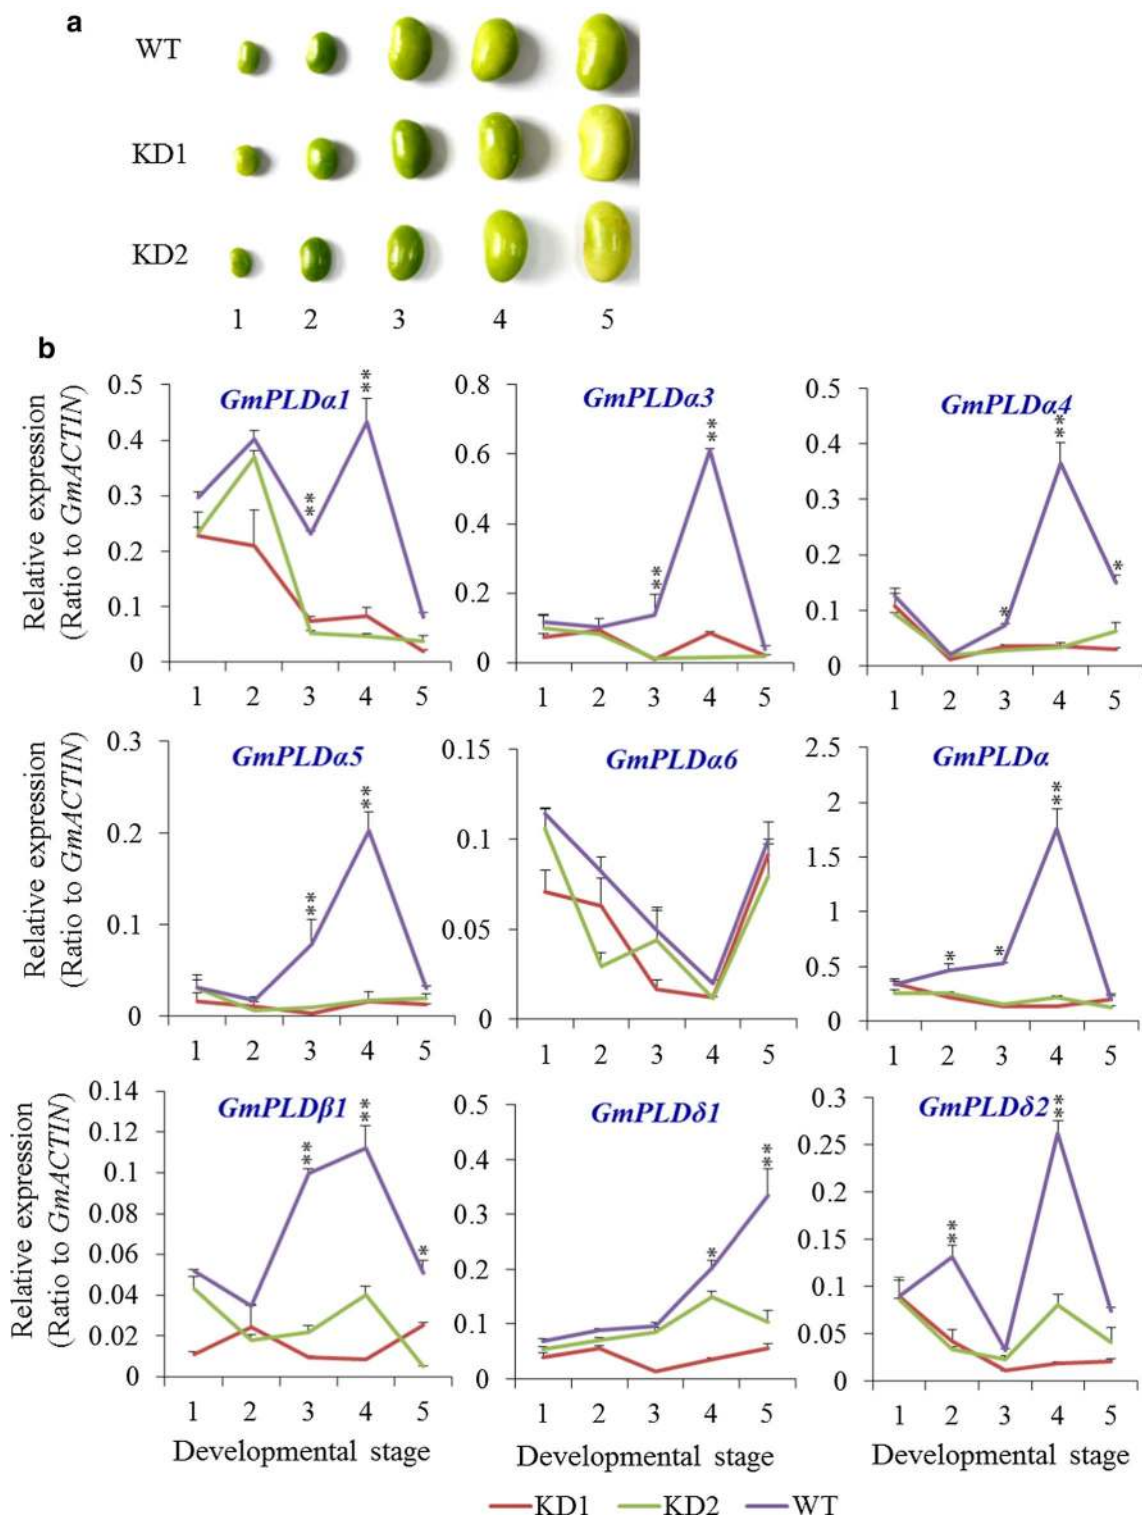 a
WT
KD1
KD2
1 2 3 4 5
b
Relative expression
(Ratio to GmACTIN)
GmPLDα1
0.5
0.4
0.3
0.2
0.1
0
**
**
1 2 3 4 5
GmPLDα3
0.8
0.6
0.4
0.2
0
**
**
1 2 3 4 5
GmPLDα4
0.5
0.4
0.3
0.2
0.1
0
*
**
*
1 2 3 4 5
Relative expression
(Ratio to GmACTIN)
GmPLDα5
0.3
0.2
0.1
0
**
**
1 2 3 4 5
GmPLDα6
0.15
0.1
0.05
0
1 2 3 4 5
GmPLDα
2.5
2
1.5
1
0.5
0
*
*
**
1 2 3 4 5
Relative expression
(Ratio to GmACTIN)
GmPLDβ1
0.14
0.12
0.1
0.08
0.06
0.04
0.02
0
**
**
*
1 2 3 4 5
Developmental stage
GmPLDδ1
0.5
0.4
0.3
0.2
0.1
0
*
**
1 2 3 4 5
Developmental stage
GmPLDδ2
0.3
0.25
0.2
0.15
0.1
0.05
0
**
**
1 2 3 4 5
Developmental stage
KD1 KD2 WT